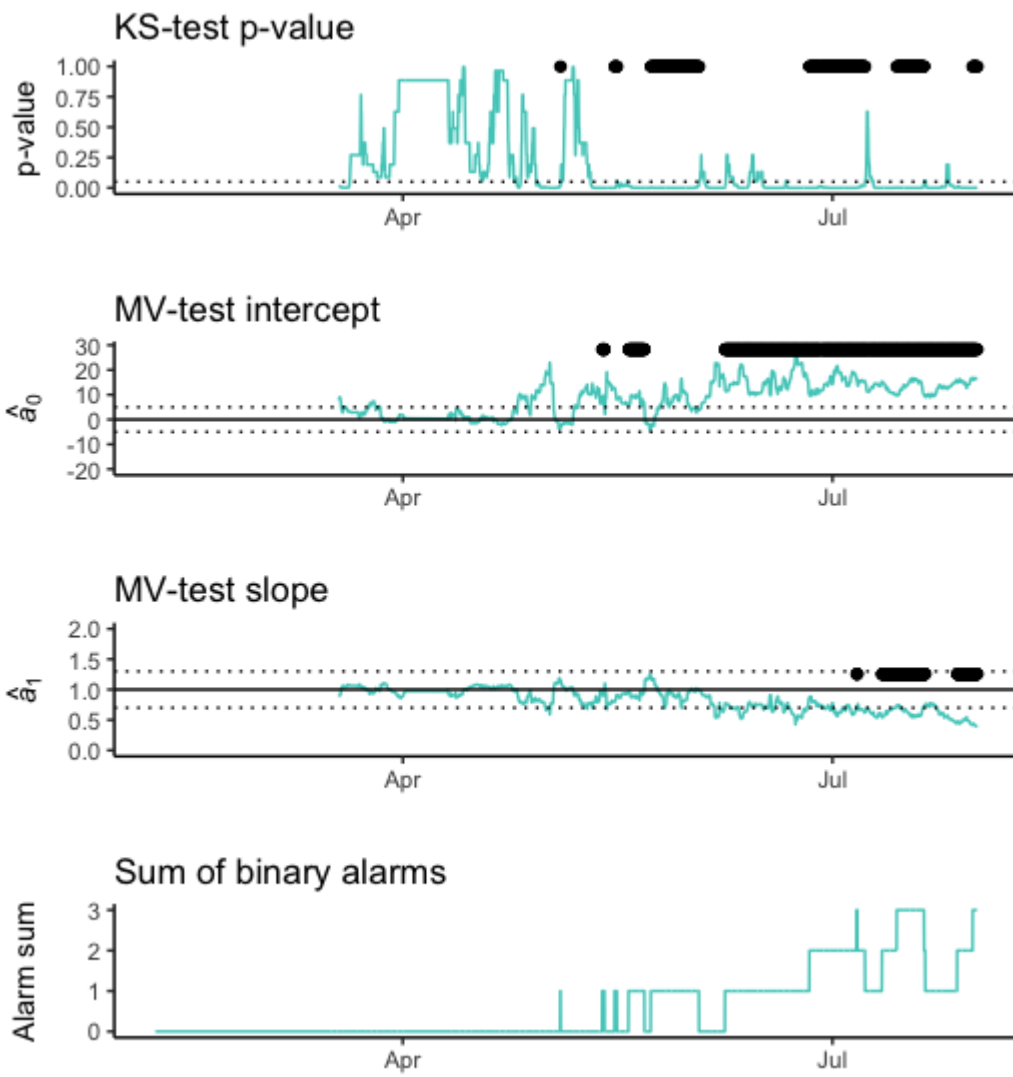 KS-test p-value
p-value
1.00
0.75
0.50
0.25
0.00
Apr
Jul
MV-test intercept
â₀
30
20
10
0
-10
-20
Apr
Jul
MV-test slope
â₁
2.0
1.5
1.0
0.5
0.0
Apr
Jul
Sum of binary alarms
Alarm sum
3
2
1
0
Apr
Jul